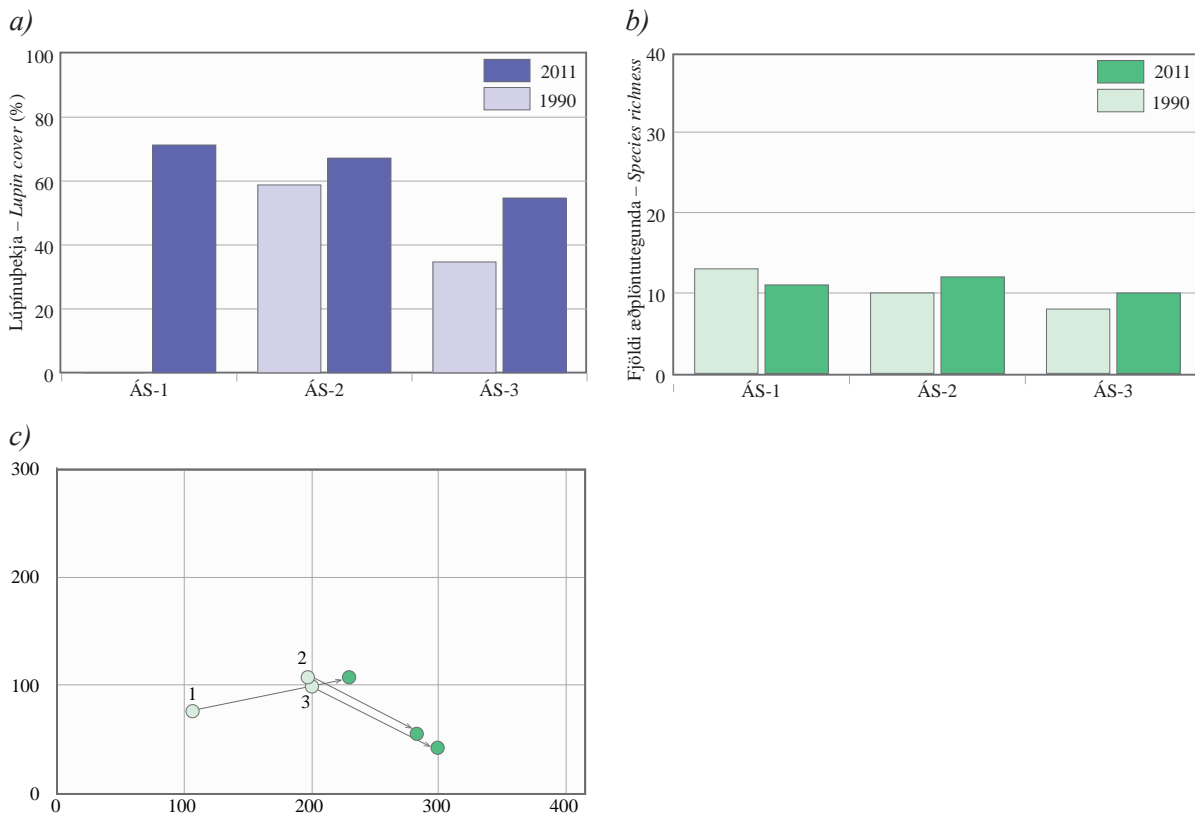 a)
Lúpínuþekja – Lupin cover (%)
100
80
60
40
20
0
2011
1990
ÁS-1
ÁS-2
ÁS-3
b)
Fjöldi æðplöntutegunda – Species richness
40
30
20
10
0
2011
1990
ÁS-1
ÁS-2
ÁS-3
c)
300
200
100
0
1
2
3
0
100
200
300
400